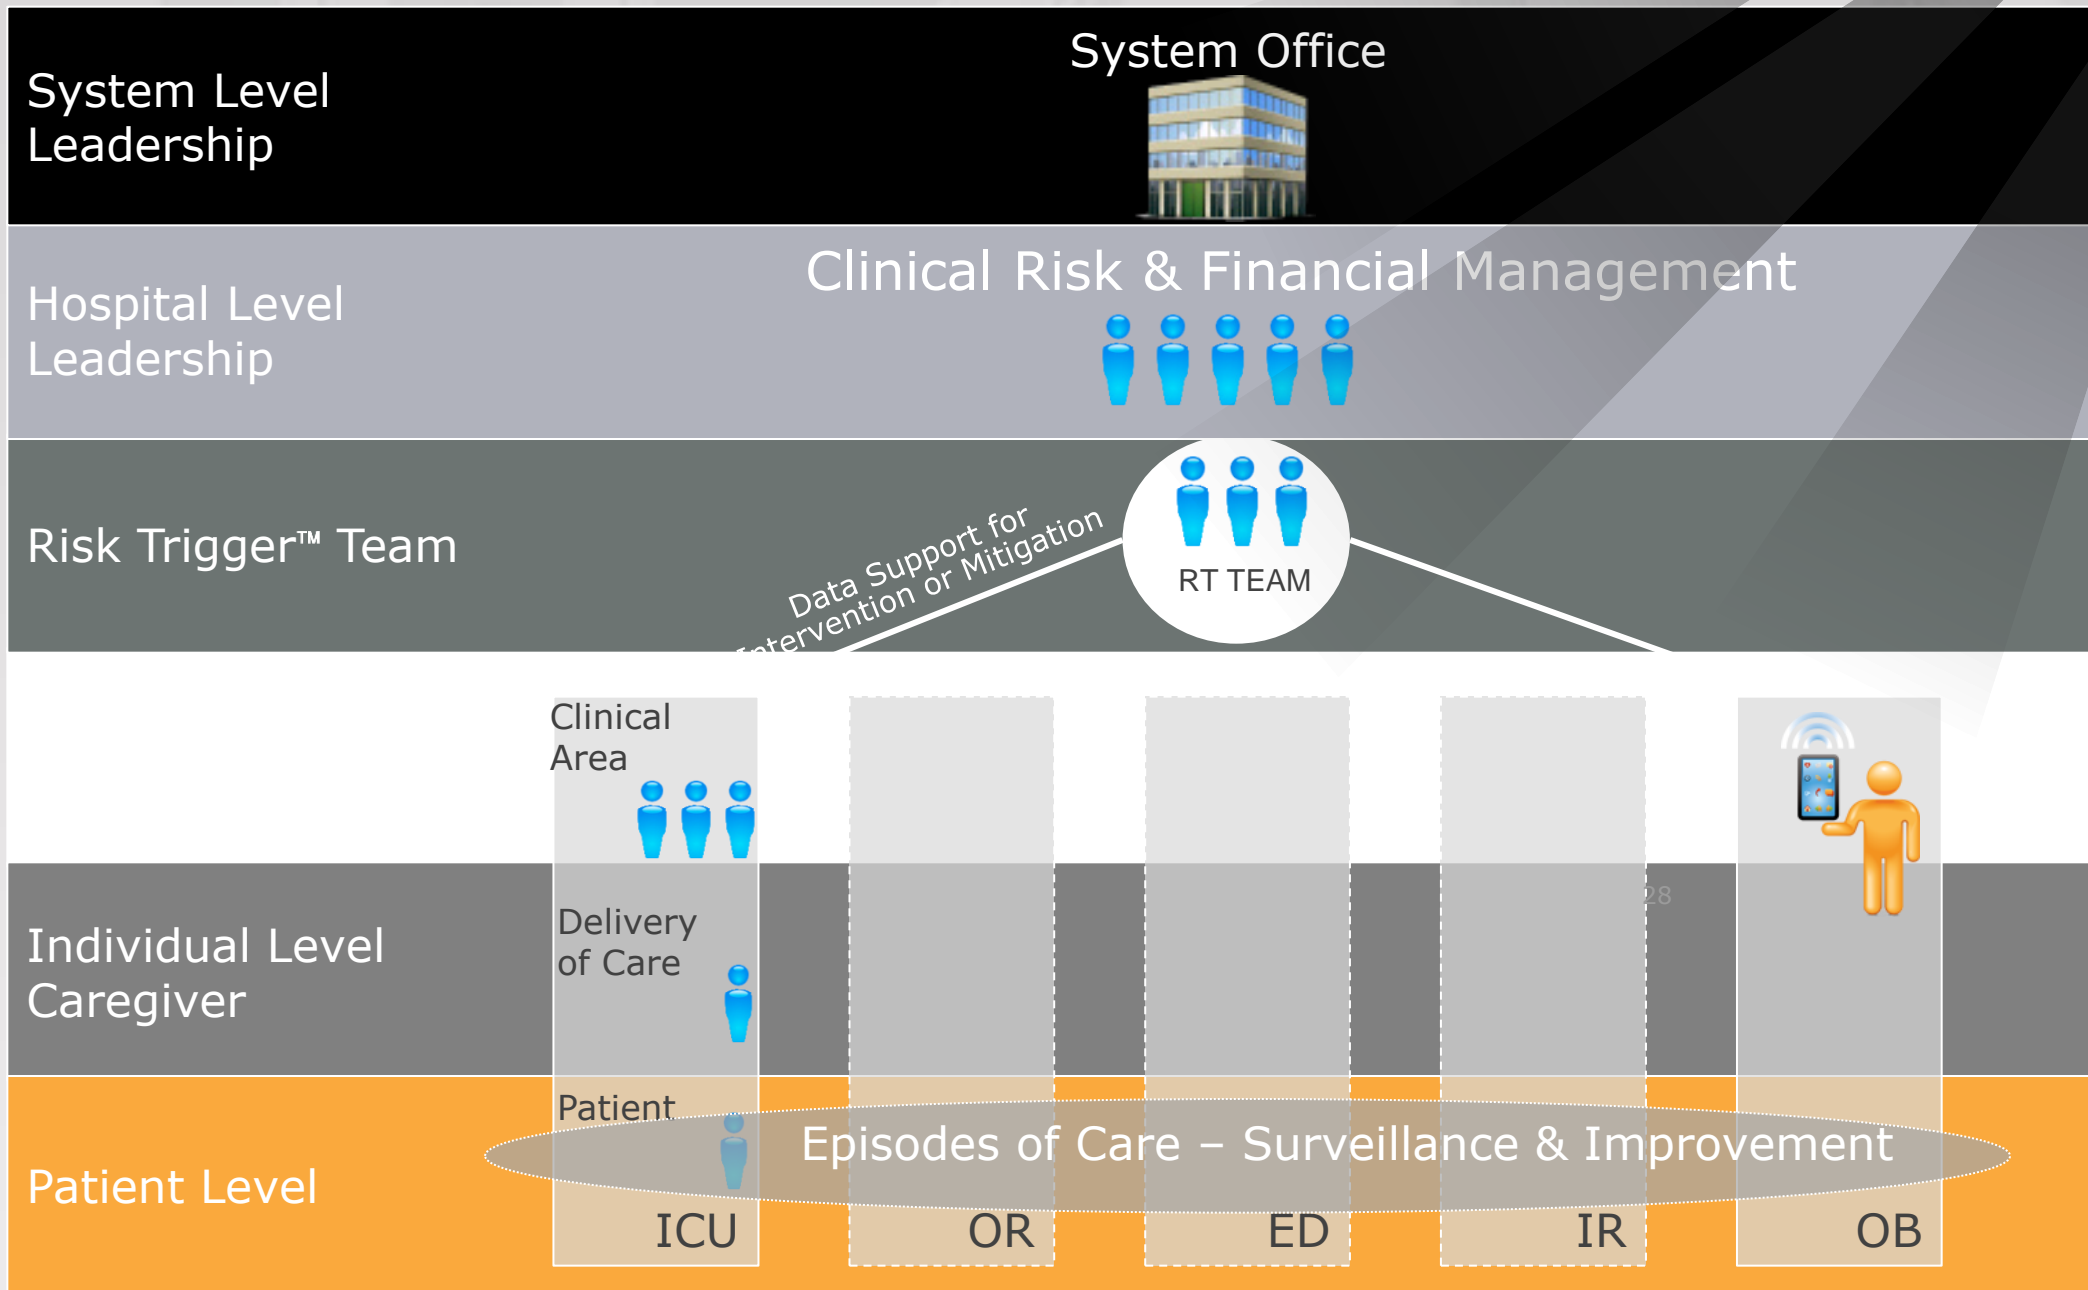 System Office
System Level
Leadership
Clinical Risk & Financial Management
Hospital Level
Leadership
Risk Trigger™ Team
Data Support for
Intervention or Mitigation
RT TEAM
Clinical
Area
28
Individual Level
Caregiver
Delivery
of Care
Patient
Episodes of Care – Surveillance & Improvement
Patient Level
ICU
OR
ED
IR
OB